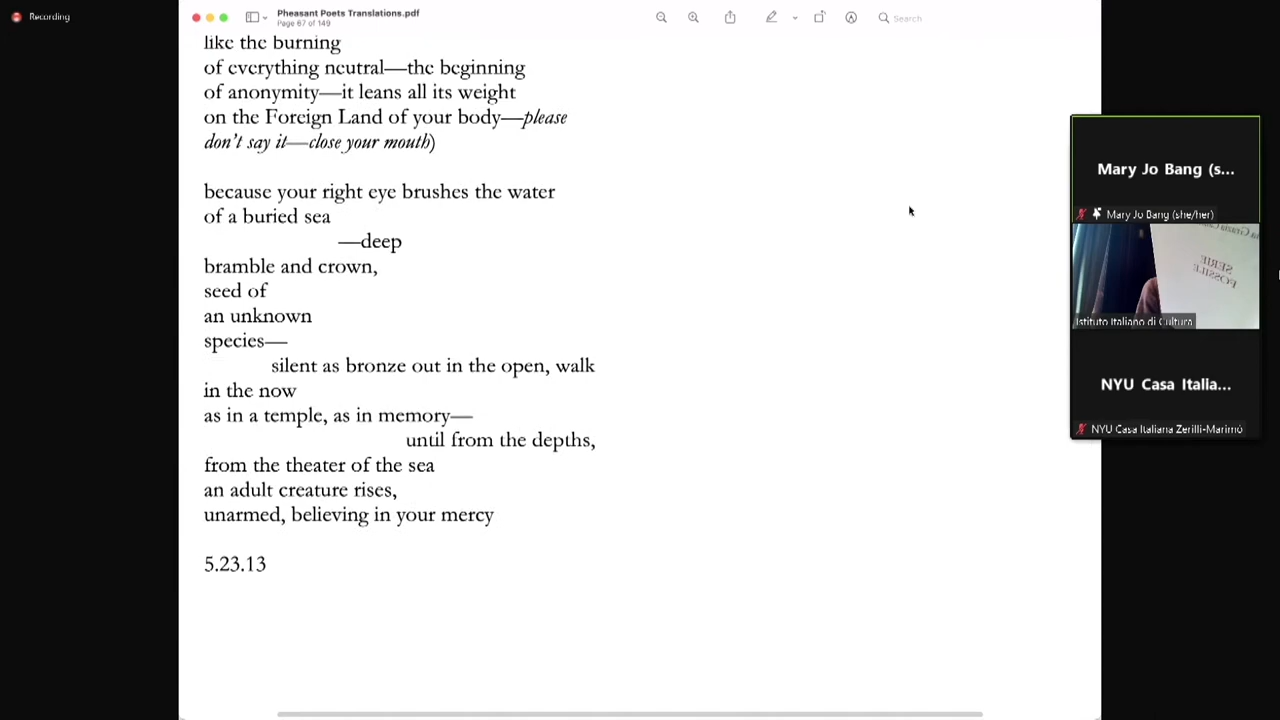 Recording
Pheasant Poets Translations.pdf
Page 67 of 149
Search
like the burning
of everything neutral—the beginning
of anonymity—it leans all its weight
on the Foreign Land of your body—please
don't say it—close your mouth)
because your right eye brushes the water
of a buried sea
—deep
bramble and crown,
seed of
an unknown
species—
silent as bronze out in the open, walk
in the now
as in a temple, as in memory—
until from the depths,
from the theater of the sea
an adult creature rises,
unarmed, believing in your mercy
5.23.13
Mary Jo Bang (s...
Mary Jo Bang (she/her)
SERIE
FOSSILE
Istituto Italiano di Cultura
NYU Casa Italia...
NYU Casa Italiana Zerilli-Marimò